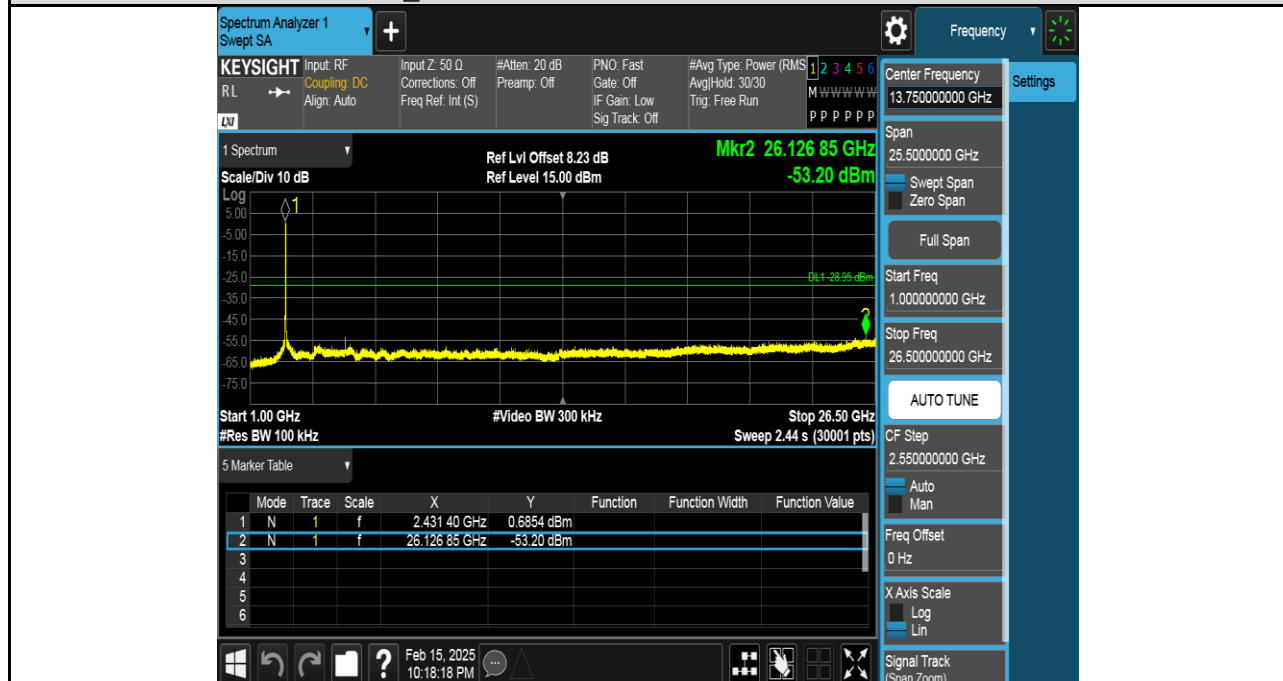 Spectrum Analyzer 1
Swept SA
+
Frequency
KEYSIGHT
RL
LXI
Input: RF
Coupling: DC
Align: Auto
Input Z: 50 Ω
Corrections: Off
Freq Ref: Int (S)
#Atten: 20 dB
Preamp: Off
PNO: Fast
Gate: Off
IF Gain: Low
Sig Track: Off
#Avg Type: Power (RMS
Avg|Hold: 30/30
Trig: Free Run
1 2 3 4 5 6
M W W W W W
P P P P P P
1 Spectrum
Scale/Div 10 dB
Ref Lvl Offset 8.23 dB
Ref Level 15.00 dBm
Mkr2 26.126 85 GHz
-53.20 dBm
Log
5.00
-5.00
-15.0
-25.0
-35.0
-45.0
-55.0
-65.0
-75.0
1
DL1 -28.95 dBm
2
Start 1.00 GHz
#Video BW 300 kHz
Stop 26.50 GHz
#Res BW 100 kHz
Sweep 2.44 s (30001 pts)
5 Marker Table
Mode Trace Scale X Y Function Function Width Function Value
1 N 1 f 2.431 40 GHz 0.6854 dBm
2 N 1 f 26.126 85 GHz -53.20 dBm
3
4
5
6
?
Feb 15, 2025
10:18:18 PM
Center Frequency
13.750000000 GHz
Settings
Span
25.5000000 GHz
Swept Span
Zero Span
Full Span
Start Freq
1.000000000 GHz
Stop Freq
26.500000000 GHz
AUTO TUNE
CF Step
2.550000000 GHz
Auto
Man
Freq Offset
0 Hz
X Axis Scale
Log
Lin
Signal Track
(Span Zoom)